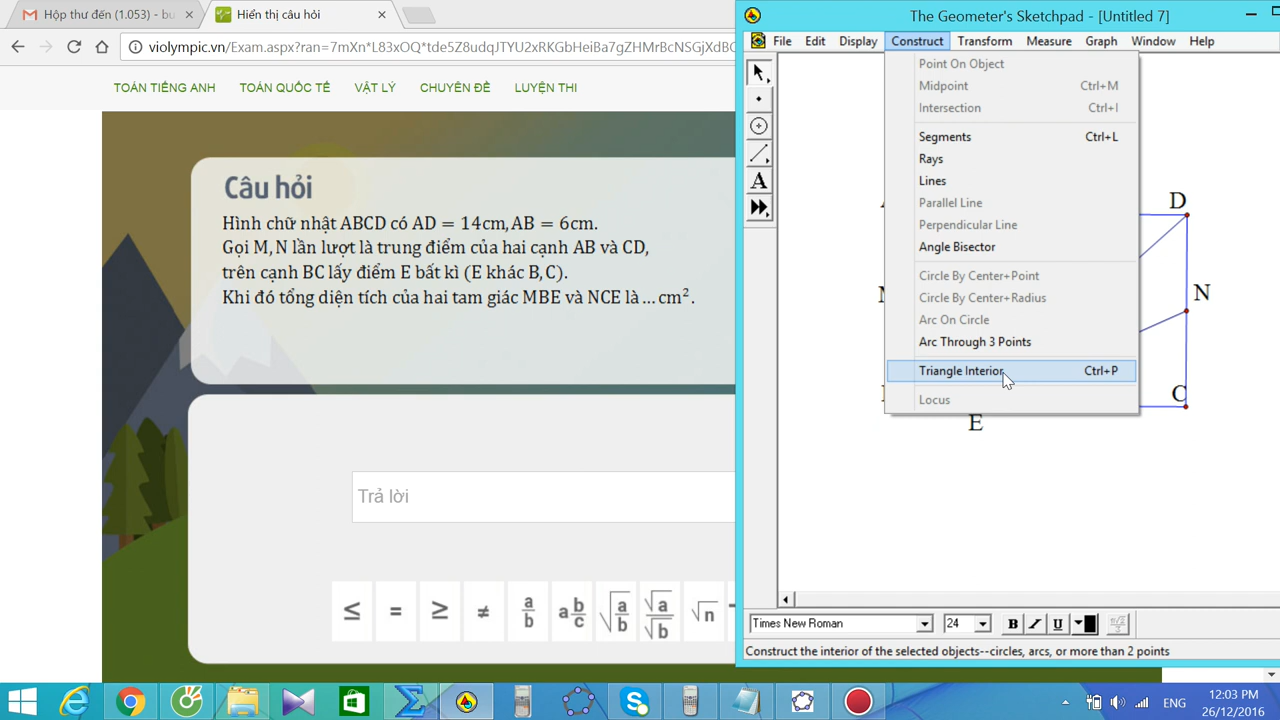 Hộp thư đến (1.053) - bu
Hiển thị câu hỏi
violympic.vn/Exam.aspx?ran=7mXn*L83xOQ*tde5Z8udqJTYU2xRKGbHeiBa7gZHMrBcNSGjXdBC
TOÁN TIẾNG ANH TOÁN QUỐC TẾ VẬT LÝ CHUYÊN ĐỀ LUYỆN THI
Câu hỏi
Hình chữ nhật ABCD có AD = 14cm, AB = 6cm.
Gọi M, N lần lượt là trung điểm của hai cạnh AB và CD,
trên cạnh BC lấy điểm E bất kì (E khác B, C).
Khi đó tổng diện tích của hai tam giác MBE và NCE là ... cm².
Trả lời
≤ = ≥ ≠ a/b a b/c √(a/b) √a/√b √n
The Geometer's Sketchpad - [Untitled 7]
File Edit Display Construct Transform Measure Graph Window Help
Point On Object
Midpoint Ctrl+M
Intersection Ctrl+I
Segments Ctrl+L
Rays
Lines
Parallel Line
Perpendicular Line
Angle Bisector
Circle By Center+Point
Circle By Center+Radius
Arc On Circle
Arc Through 3 Points
Triangle Interior Ctrl+P
Locus
A
D
N
C
E
Times New Roman 24 B I U
Construct the interior of the selected objects--circles, arcs, or more than 2 points
ENG
12:03 PM
26/12/2016